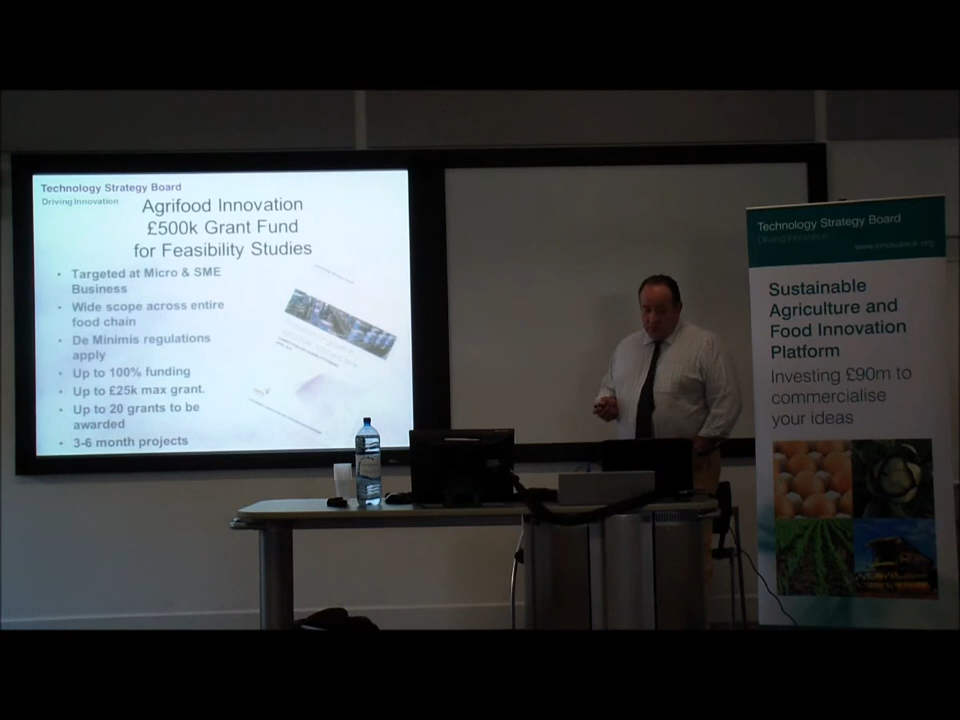 Technology Strategy Board
Driving Innovation
Agrifood Innovation
£500k Grant Fund
for Feasibility Studies
• Targeted at Micro & SME
Business
• Wide scope across entire
food chain
• De Minimis regulations
apply
• Up to 100% funding
• Up to £25k max grant.
• Up to 20 grants to be
awarded
• 3-6 month projects
Technology Strategy Board
Driving Innovation
www.innovateuk.org
Sustainable
Agriculture and
Food Innovation
Platform
Investing £90m to
commercialise
your ideas